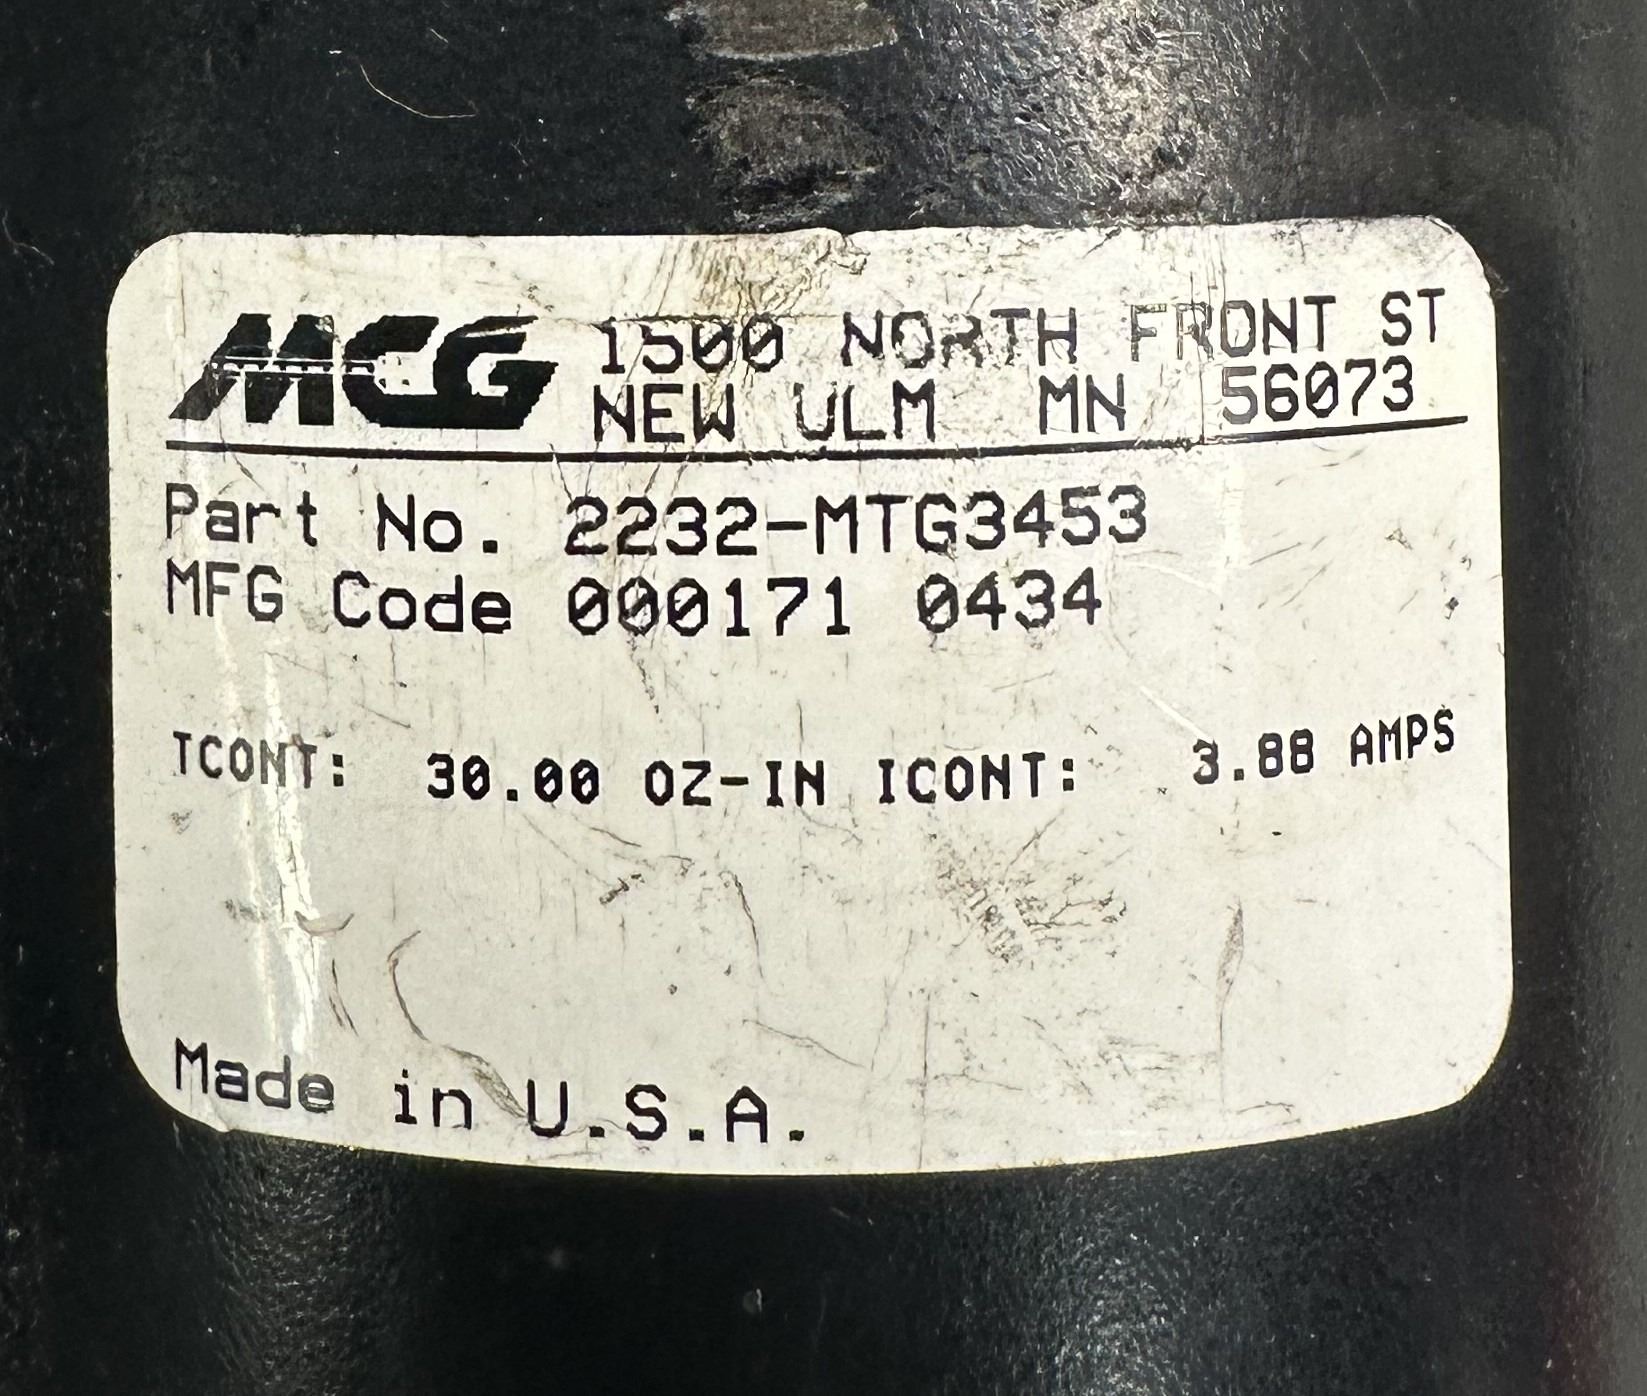 MCG 1500 NORTH FRONT ST
NEW ULM MN 56073
Part No. 2232-MTG3453
MFG Code 000171 0434
TCONT: 30.00 OZ-IN ICONT: 3.88 AMPS
Made in U.S.A.